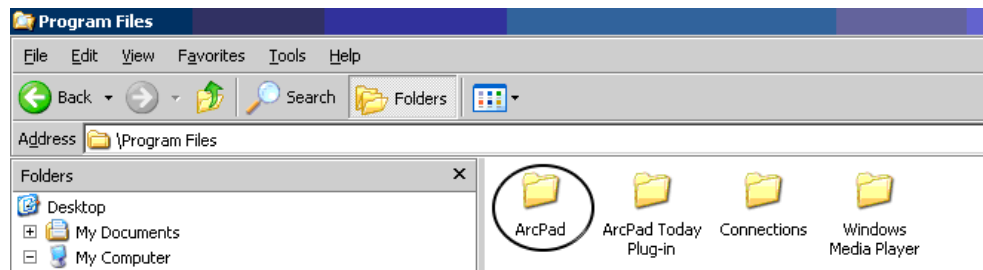 Program Files
File Edit View Favorites Tools Help
Back Search Folders
Address \Program Files
Folders x
Desktop
My Documents
My Computer
ArcPad ArcPad Today Connections Windows
Plug-in Media Player